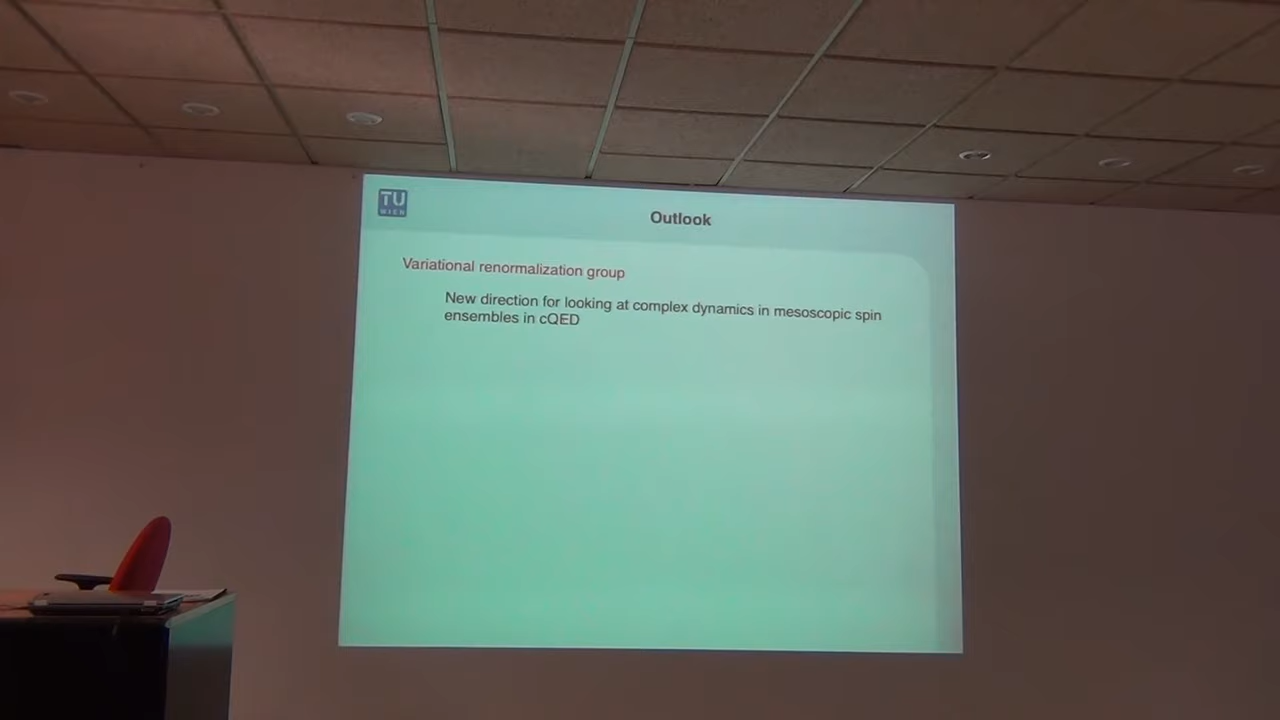 TU
WIEN
Outlook
Variational renormalization group
New direction for looking at complex dynamics in mesoscopic spin
ensembles in cQED